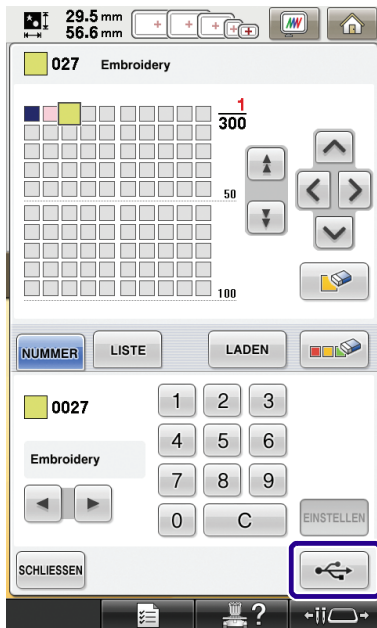 29.5 mm
56.6 mm
027 Embroidery
1
300
50
100
NUMMER LISTE LADEN
0027
Embroidery
1 2 3
4 5 6
7 8 9
0 C
EINSTELLEN
SCHLIESSEN
?